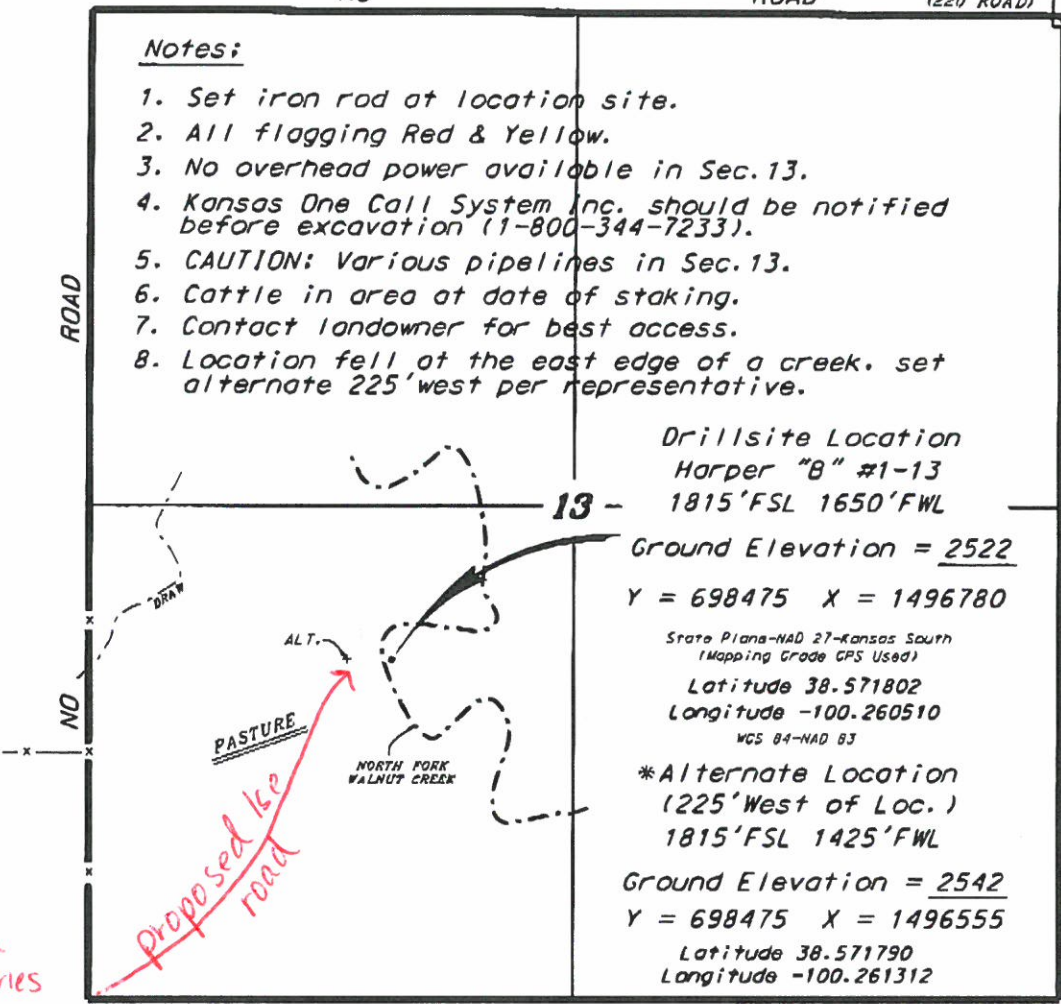 ROAD
(220 ROAD)
Notes:
1. Set iron rod at location site.
2. All flagging Red & Yellow.
3. No overhead power available in Sec.13.
4. Kansas One Call System Inc. should be notified
before excavation (1-800-344-7233).
5. CAUTION: Various pipelines in Sec.13.
6. Cattle in area at date of staking.
7. Contact landowner for best access.
8. Location fell at the east edge of a creek. set
alternate 225'west per representative.
NO ROAD
Drillsite Location
Harper "B" #1-13
13 - 1815'FSL 1650'FWL
Ground Elevation = 2522
Y = 698475 X = 1496780
State Plane-NAD 27-Kansas South
(Mapping Grade GPS Used)
Latitude 38.571802
Longitude -100.260510
WGS 84-NAD 83
*Alternate Location
(225'West of Loc.)
1815'FSL 1425'FWL
Ground Elevation = 2542
Y = 698475 X = 1496555
Latitude 38.571790
Longitude -100.261312
DRAW
ALT.
PASTURE
NORTH FORK
WALNUT CREEK
proposed lse
road